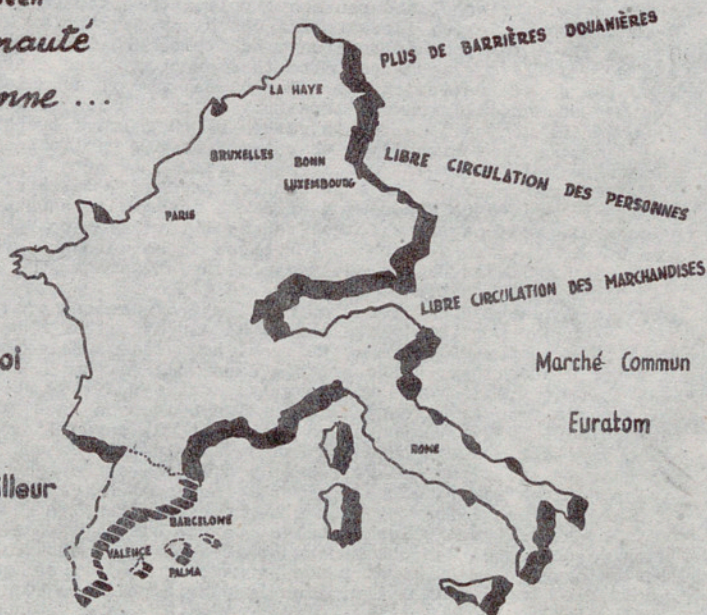 nauté
nne ...
PLUS DE BARRIÈRES DOUANIÈRES
LA HAYE
BRUXELLES
BONN
LUXEMBOURG
LIBRE CIRCULATION DES PERSONNES
PARIS
LIBRE CIRCULATION DES MARCHANDISES
oi
Marché Commun
Euratom
ROME
illeur
BARCELONE
VALENCE
PALMA